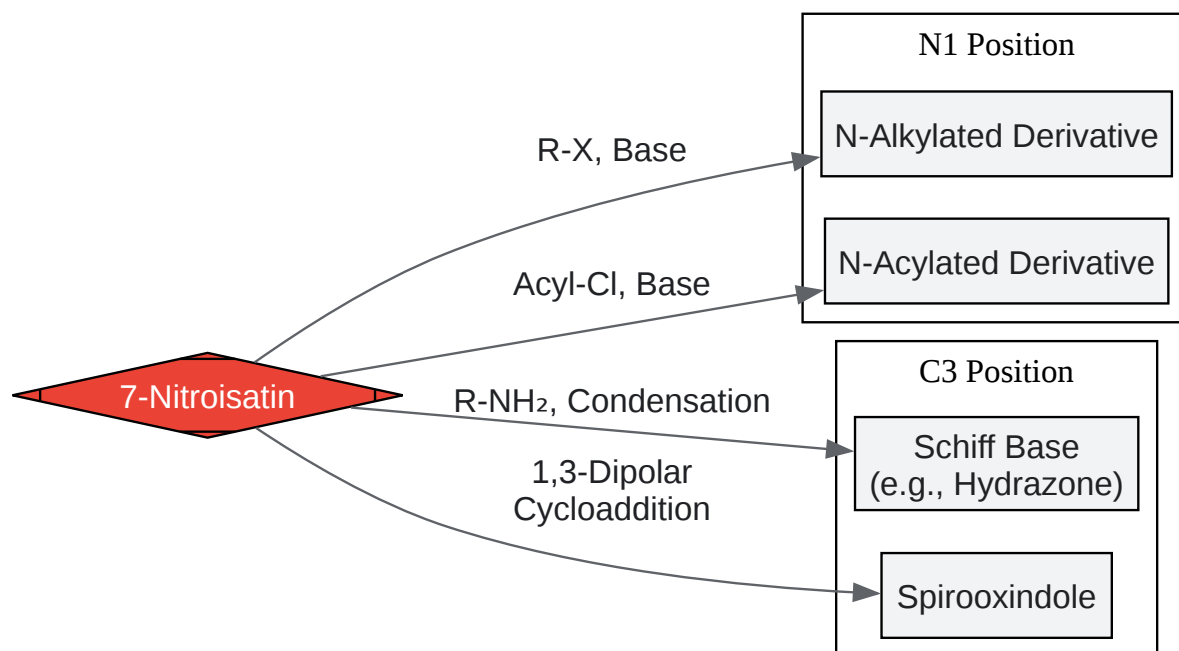 N1 Position
N-Alkylated Derivative
R-X, Base
N-Acylated Derivative
Acyl-Cl, Base
7-Nitroisatin
C3 Position
R-NH₂, Condensation
Schiff Base
(e.g., Hydrazone)
1,3-Dipolar
Cycloaddition
Spirooxindole